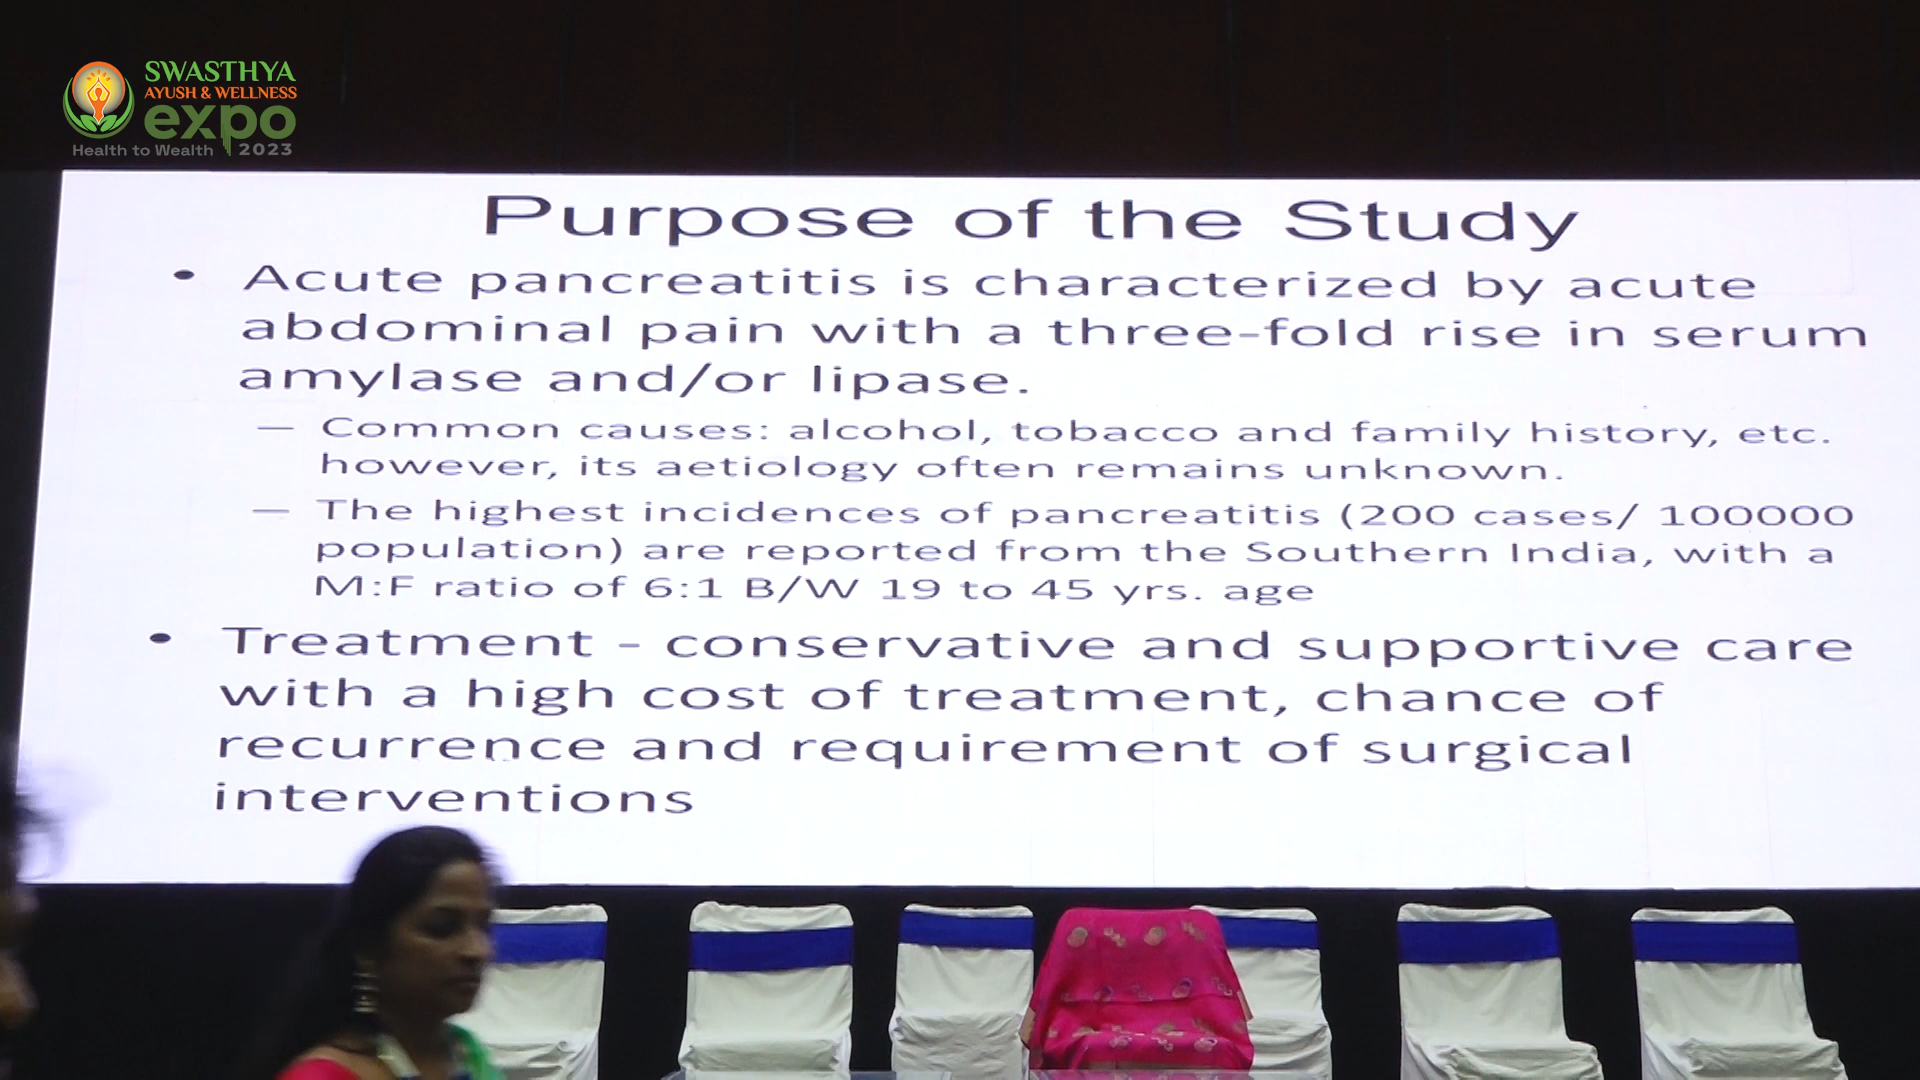 SWASTHYA
AYUSH & WELLNESS
expo
Health to Wealth 2023
Purpose of the Study
• Acute pancreatitis is characterized by acute
abdominal pain with a three-fold rise in serum
amylase and/or lipase.
— Common causes: alcohol, tobacco and family history, etc.
however, its aetiology often remains unknown.
— The highest incidences of pancreatitis (200 cases/ 100000
population) are reported from the Southern India, with a
M:F ratio of 6:1 B/W 19 to 45 yrs. age
• Treatment - conservative and supportive care
with a high cost of treatment, chance of
recurrence and requirement of surgical
interventions